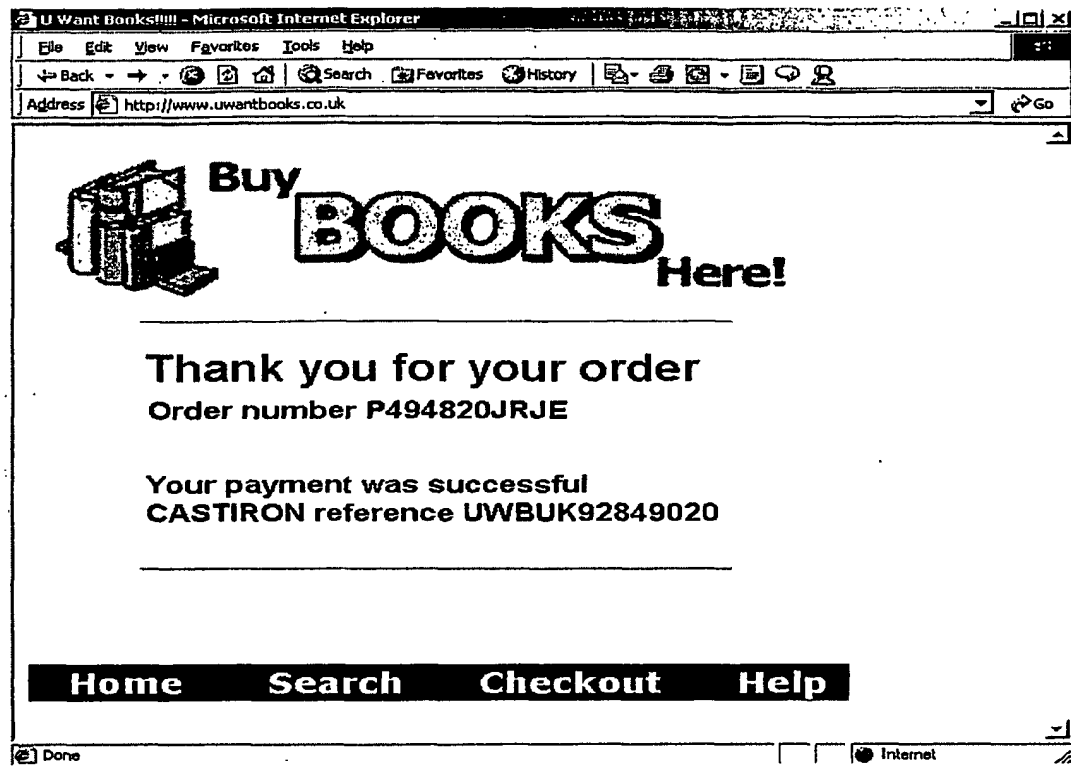 U Want Books!!!!! - Microsoft Internet Explorer
File Edit View Favorites Tools Help
Back Search Favorites History
Address http://www.uwantbooks.co.uk Go
Buy
BOOKS
Here!
Thank you for your order
Order number P494820JRJE
Your payment was successful
CASTIRON reference UWBUK92849020
Home Search Checkout Help
Done Internet